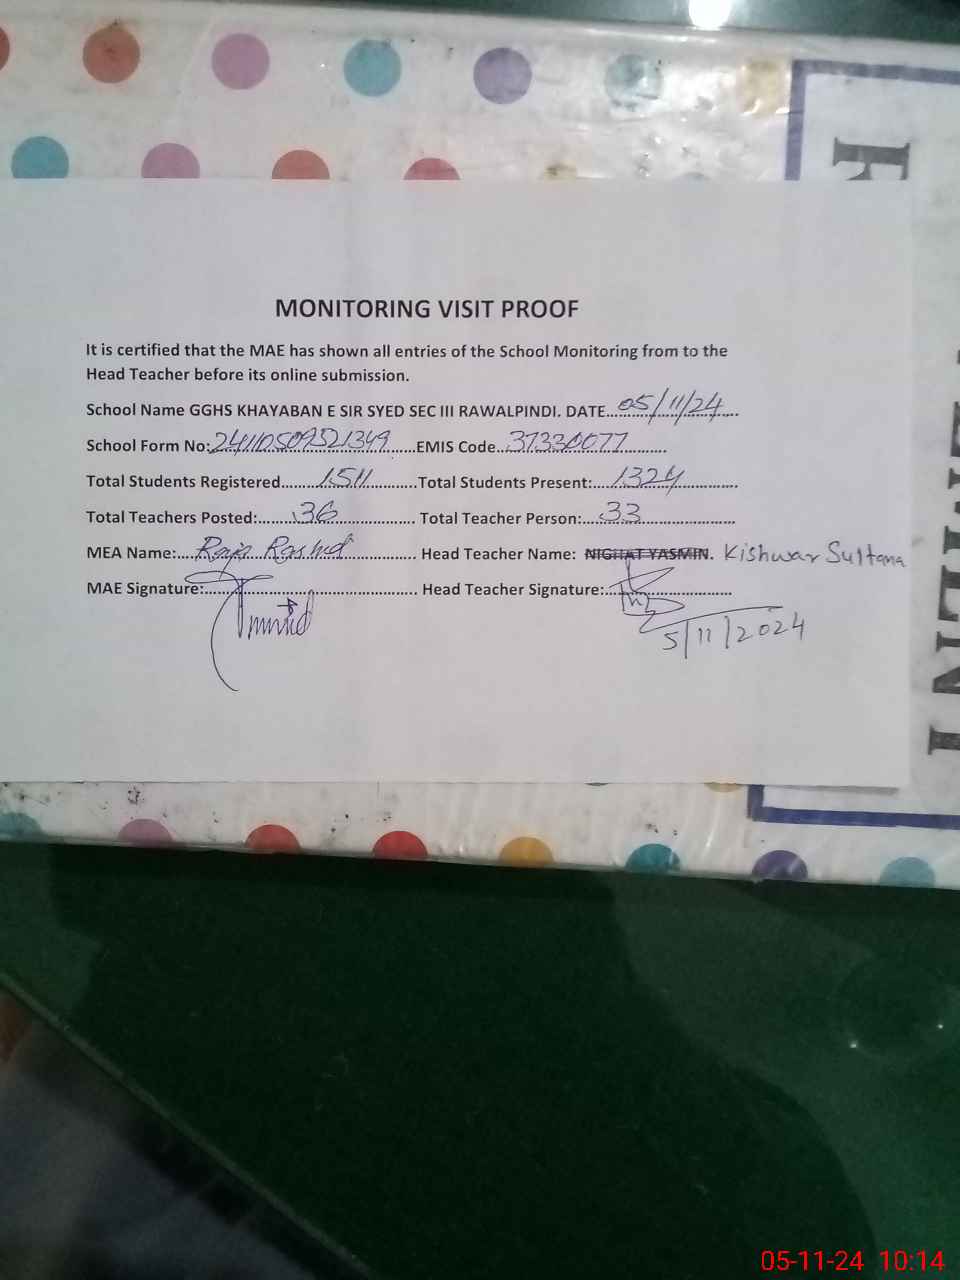 MONITORING VISIT PROOF
It is certified that the MAE has shown all entries of the School Monitoring from to the
Head Teacher before its online submission.
School Name GGHS KHAYABAN E SIR SYED SEC III RAWALPINDI. DATE...05/11/24...
School Form No:24110509521349......EMIS Code...37330077...
Total Students Registered...1511...Total Students Present:...1324...
Total Teachers Posted:...36... Total Teacher Person:...33...
MEA Name:...Raja Rashid... Head Teacher Name: NIGHAT YASMIN. Kishwar Sultana
MAE Signature:... Head Teacher Signature:...
5/11/2024
05-11-24 10:14